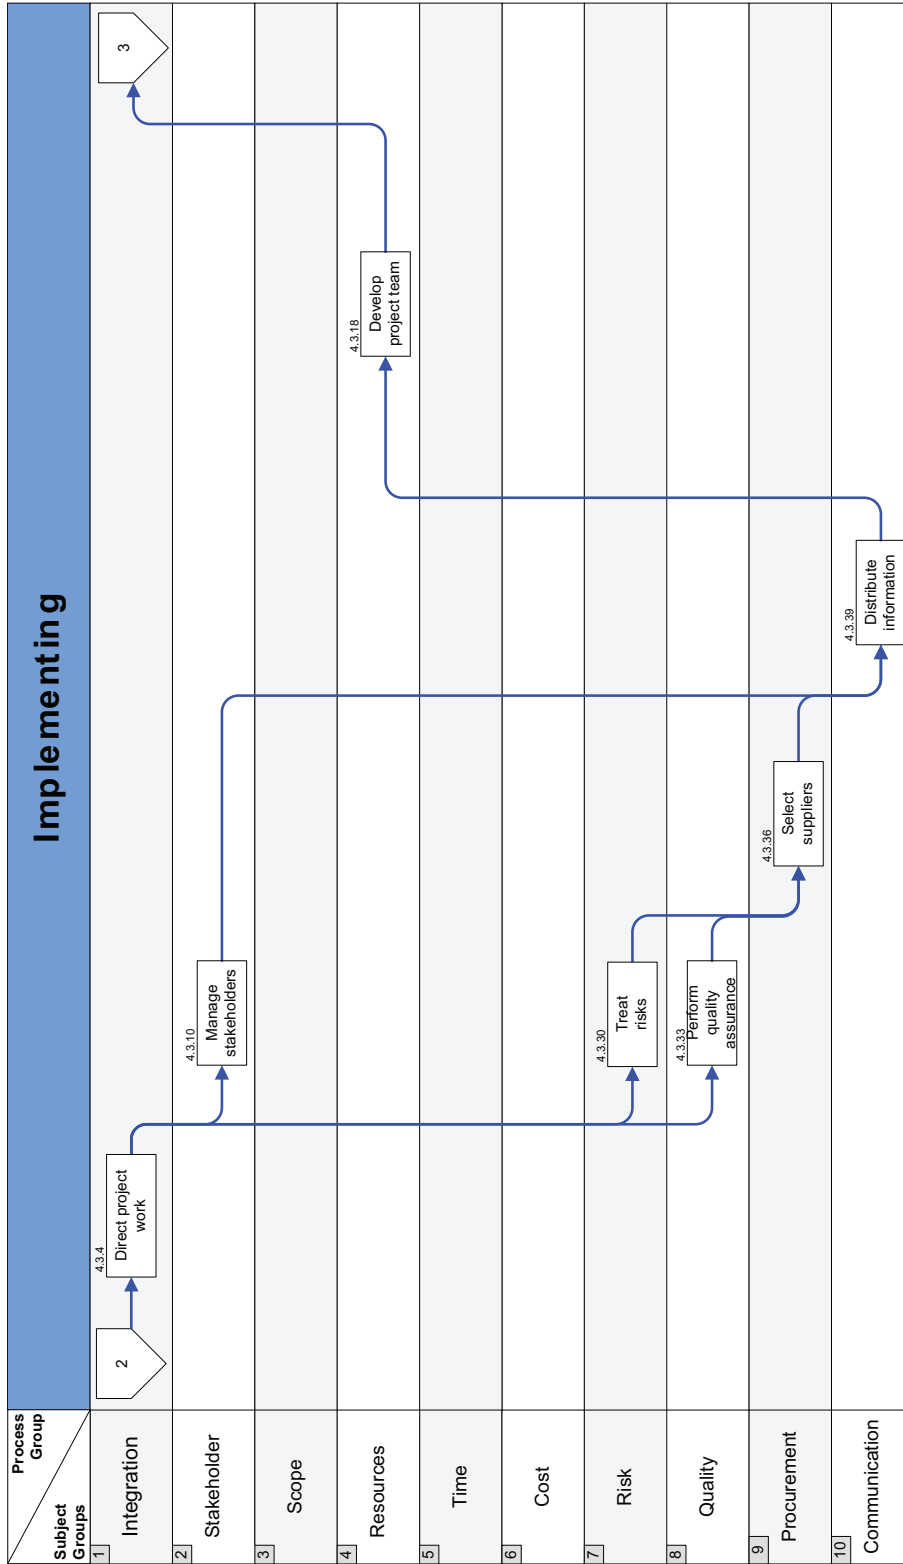 Process
Group
Subject
Groups
Implementing
1
Integration
2
4.3.4
Direct project
work
3
2
Stakeholder
4.3.10
Manage
stakeholders
3
Scope
4
Resources
4.3.18
Develop
project team
5
Time
6
Cost
7
Risk
4.3.30
Treat
risks
8
Quality
4.3.33
Perform
quality
assurance
9
Procurement
4.3.36
Select
suppliers
10
Communication
4.3.39
Distribute
information